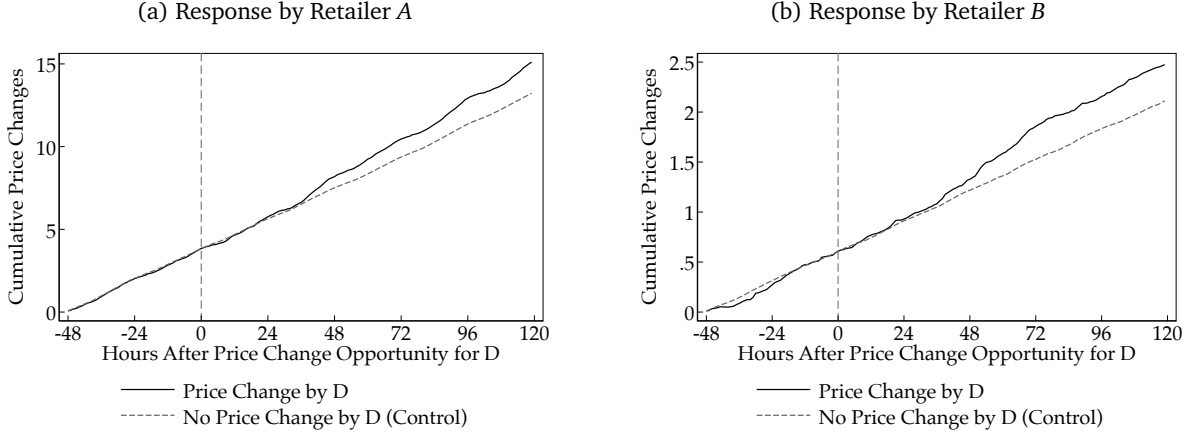 (a) Response by Retailer A
Cumulative Price Changes
15
10
5
0
-48 -24 0 24 48 72 96 120
Hours After Price Change Opportunity for D
Price Change by D
No Price Change by D (Control)
(b) Response by Retailer B
Cumulative Price Changes
2.5
2
1.5
1
.5
0
-48 -24 0 24 48 72 96 120
Hours After Price Change Opportunity for D
Price Change by D
No Price Change by D (Control)